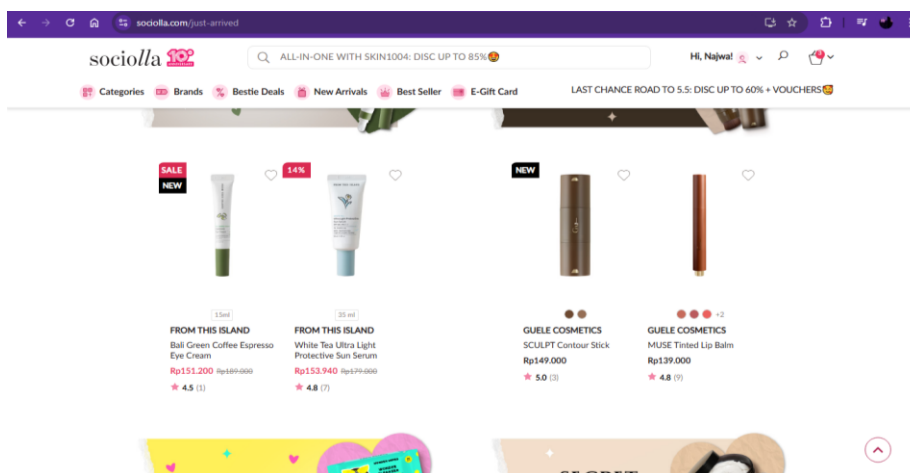 sociolla.com/just-arrived
sociolla 10th
ALL-IN-ONE WITH SKIN1004: DISC UP TO 85%🤩
Hi, Najwa!
Categories Brands Bestie Deals New Arrivals Best Seller E-Gift Card
LAST CHANCE ROAD TO 5.5: DISC UP TO 60% + VOUCHERS🤩
SALE
NEW
14%
NEW
15ml
35 ml
+2
FROM THIS ISLAND
Bali Green Coffee Espresso
Eye Cream
Rp151.200 Rp189.000
4.5 (1)
FROM THIS ISLAND
White Tea Ultra Light
Protective Sun Serum
Rp153.940 Rp179.000
4.8 (7)
GUELE COSMETICS
SCULPT Contour Stick
Rp149.000
5.0 (3)
GUELE COSMETICS
MUSE Tinted Lip Balm
Rp139.000
4.8 (9)
SECRET